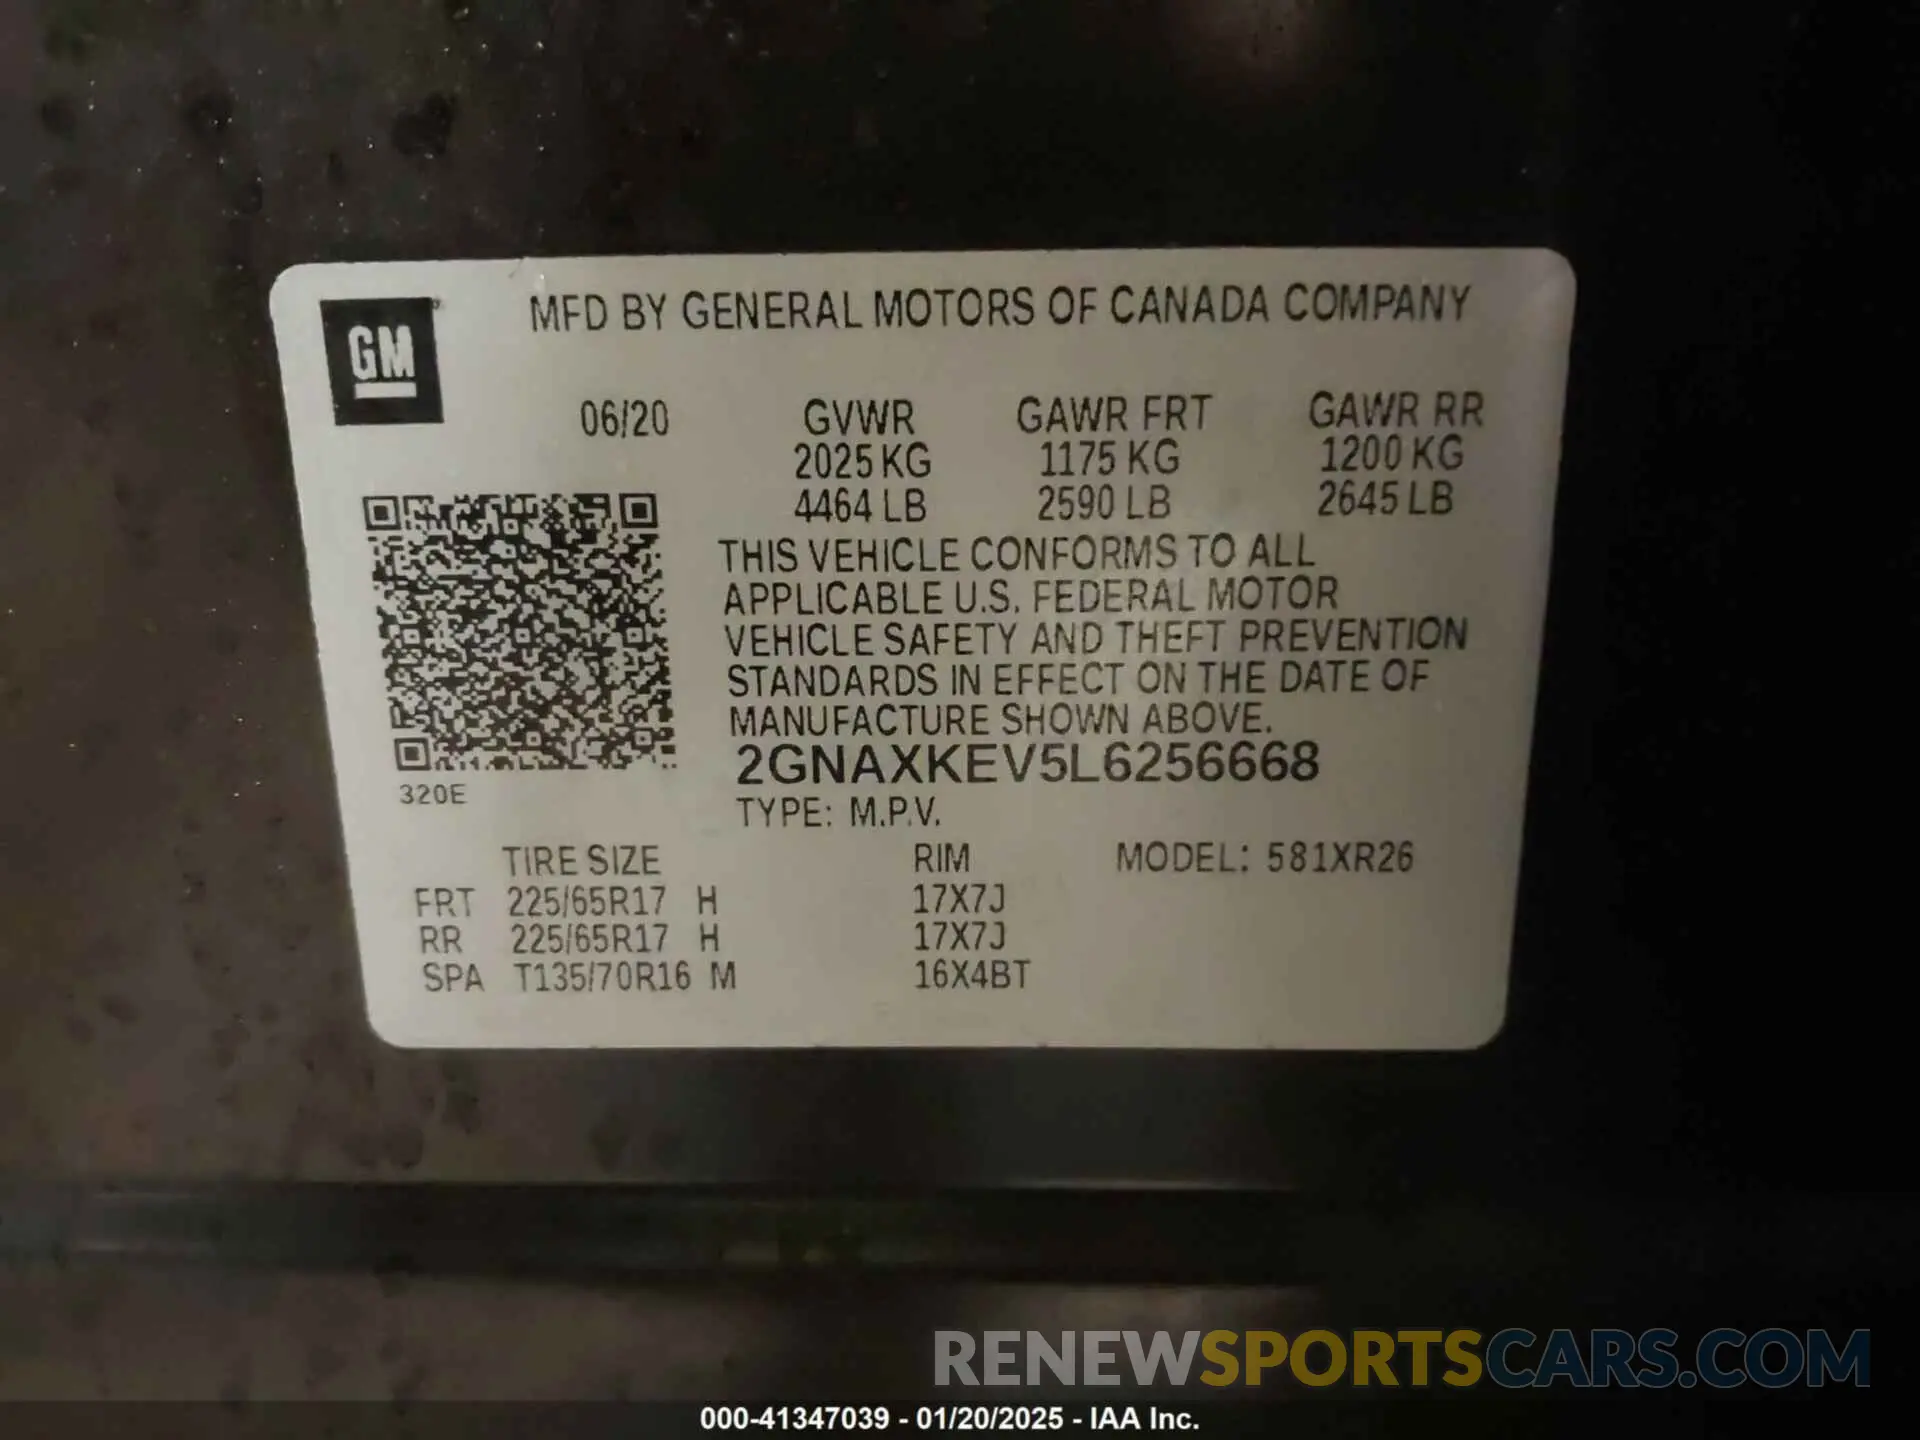 GM
MFD BY GENERAL MOTORS OF CANADA COMPANY
06/20 GVWR GAWR FRT GAWR RR
2025 KG 1175 KG 1200 KG
4464 LB 2590 LB 2645 LB
THIS VEHICLE CONFORMS TO ALL
APPLICABLE U.S. FEDERAL MOTOR
VEHICLE SAFETY AND THEFT PREVENTION
STANDARDS IN EFFECT ON THE DATE OF
MANUFACTURE SHOWN ABOVE.
2GNAXKEV5L6256668
320E
TYPE: M.P.V.
TIRE SIZE RIM MODEL: 581XR26
FRT 225/65R17 H 17X7J
RR 225/65R17 H 17X7J
SPA T135/70R16 M 16X4BT
RENEWSPORTSCARS.COM
000-41347039 - 01/20/2025 - IAA Inc.